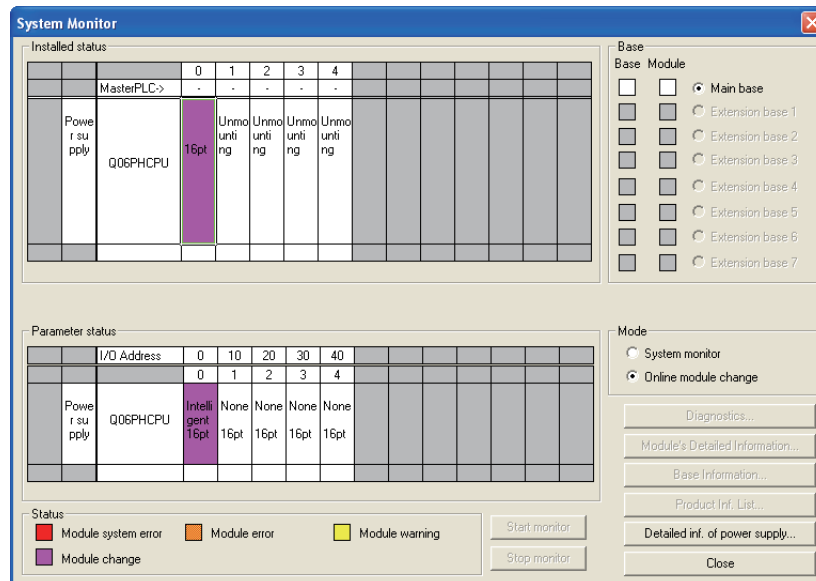 System Monitor
Installed status
0 1 2 3 4
MasterPLC-> - - - - -
Powe
r su
pply
Q06PHCPU
16pt
Unmo
unti
ng
Unmo
unti
ng
Unmo
unti
ng
Unmo
unti
ng
Base
Base Module
Main base
Extension base 1
Extension base 2
Extension base 3
Extension base 4
Extension base 5
Extension base 6
Extension base 7
Parameter status
I/O Address 0 10 20 30 40
0 1 2 3 4
Powe
r su
pply
Q06PHCPU
Intelli
gent
16pt
None
16pt
None
16pt
None
16pt
None
16pt
Mode
System monitor
Online module change
Diagnostics...
Module's Detailed Information...
Base Information...
Product Inf. List...
Detailed inf. of power supply...
Close
Status
Module system error
Module error
Module warning
Module change
Start monitor
Stop monitor